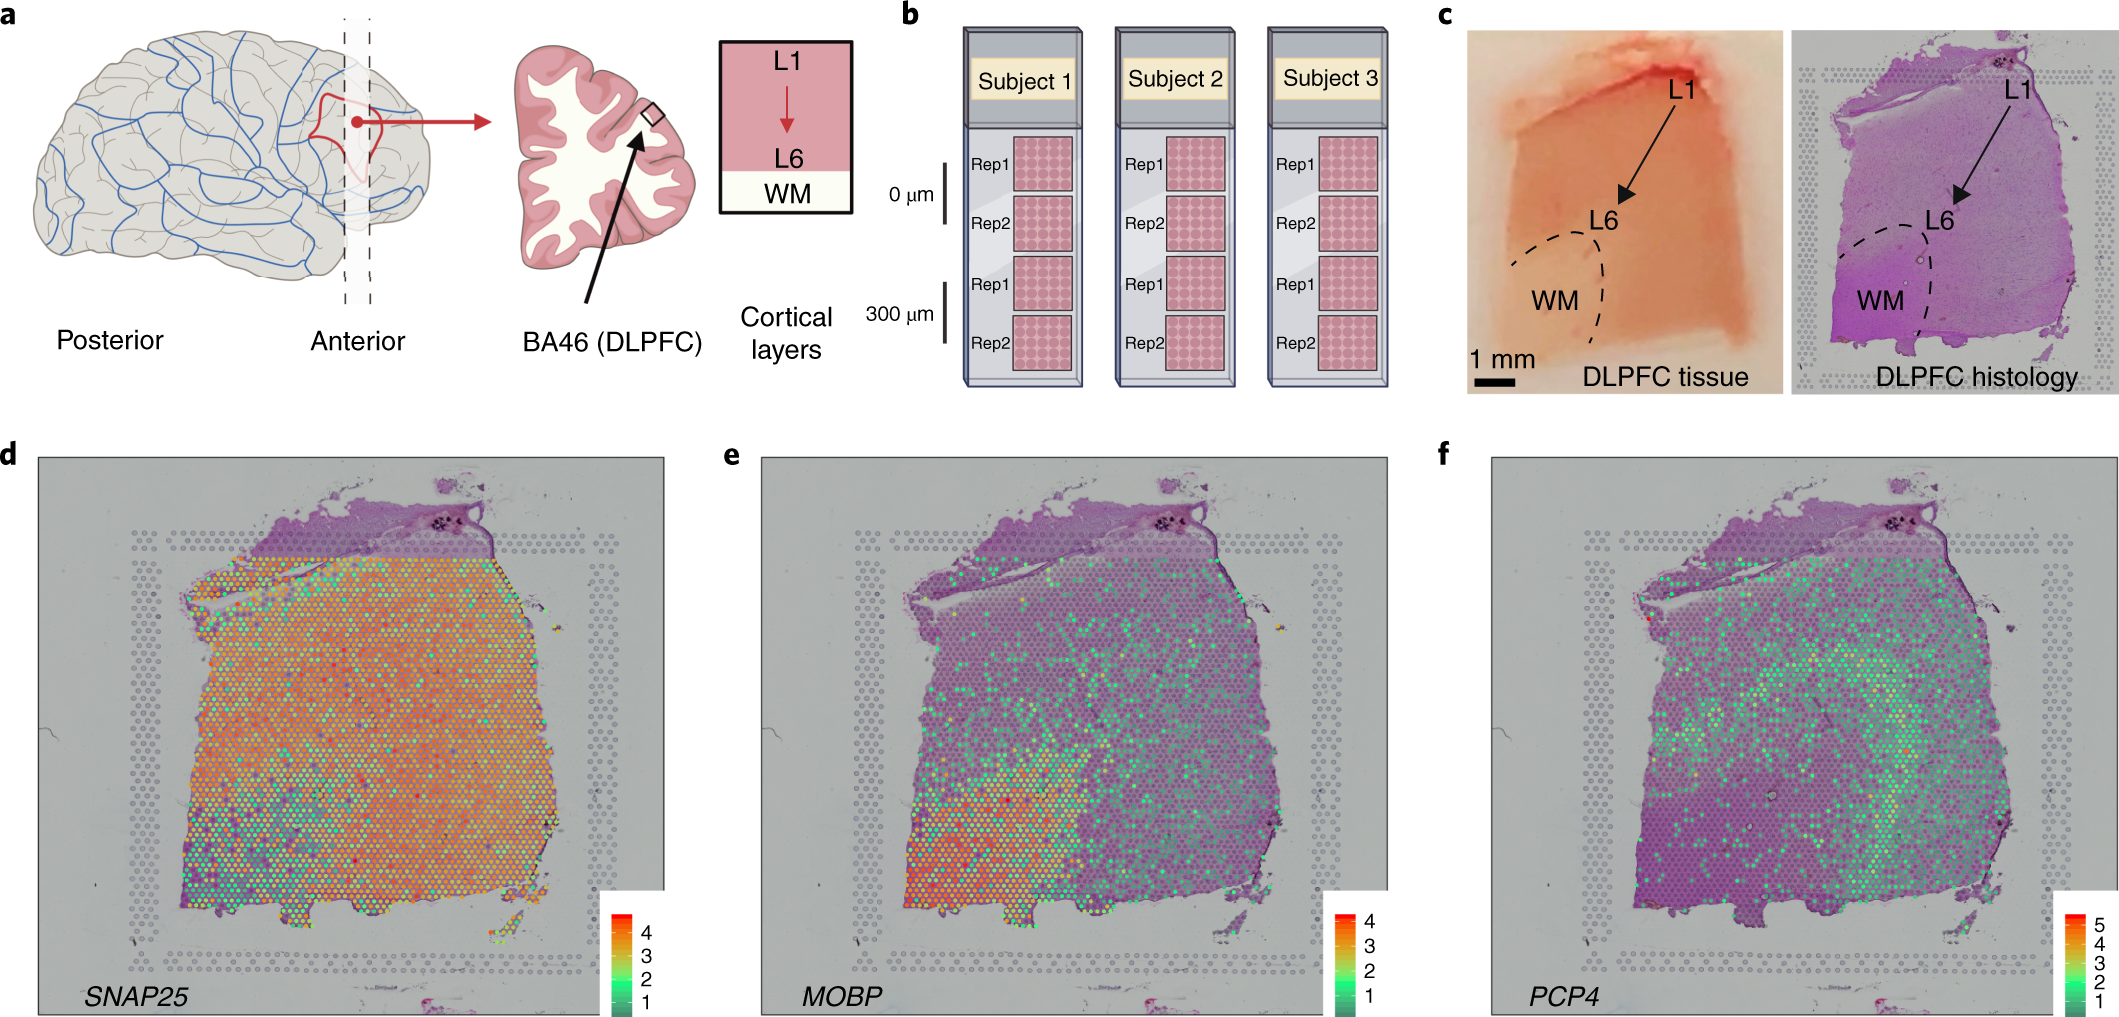 a
L1
L6
WM
Posterior
Anterior
BA46 (DLPFC)
Cortical
layers
b
Subject 1
Subject 2
Subject 3
0 μm
300 μm
Rep1
Rep2
Rep1
Rep2
Rep1
Rep2
Rep1
Rep2
Rep1
Rep2
Rep1
Rep2
c
L1
L6
WM
1 mm
DLPFC tissue
L1
L6
WM
DLPFC histology
d
SNAP25
4
3
2
1
e
MOBP
4
3
2
1
f
PCP4
5
4
3
2
1